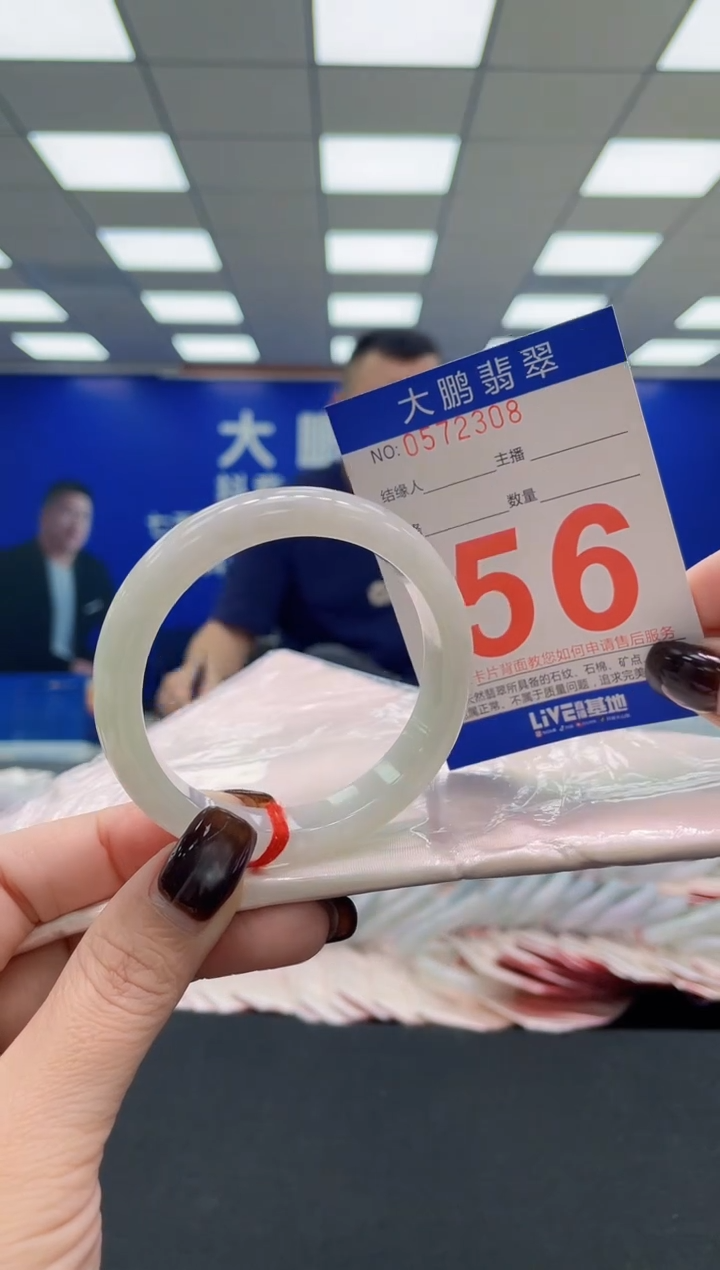 大鹏翡翠
NO: 0572308
主播
结缘人
数量
56
卡片背面教您如何申请售后服务
然翡翠所具备的石纹、石棉、矿点
属正常，不属于质量问题，追求完美
LiVE 基地
大鹏